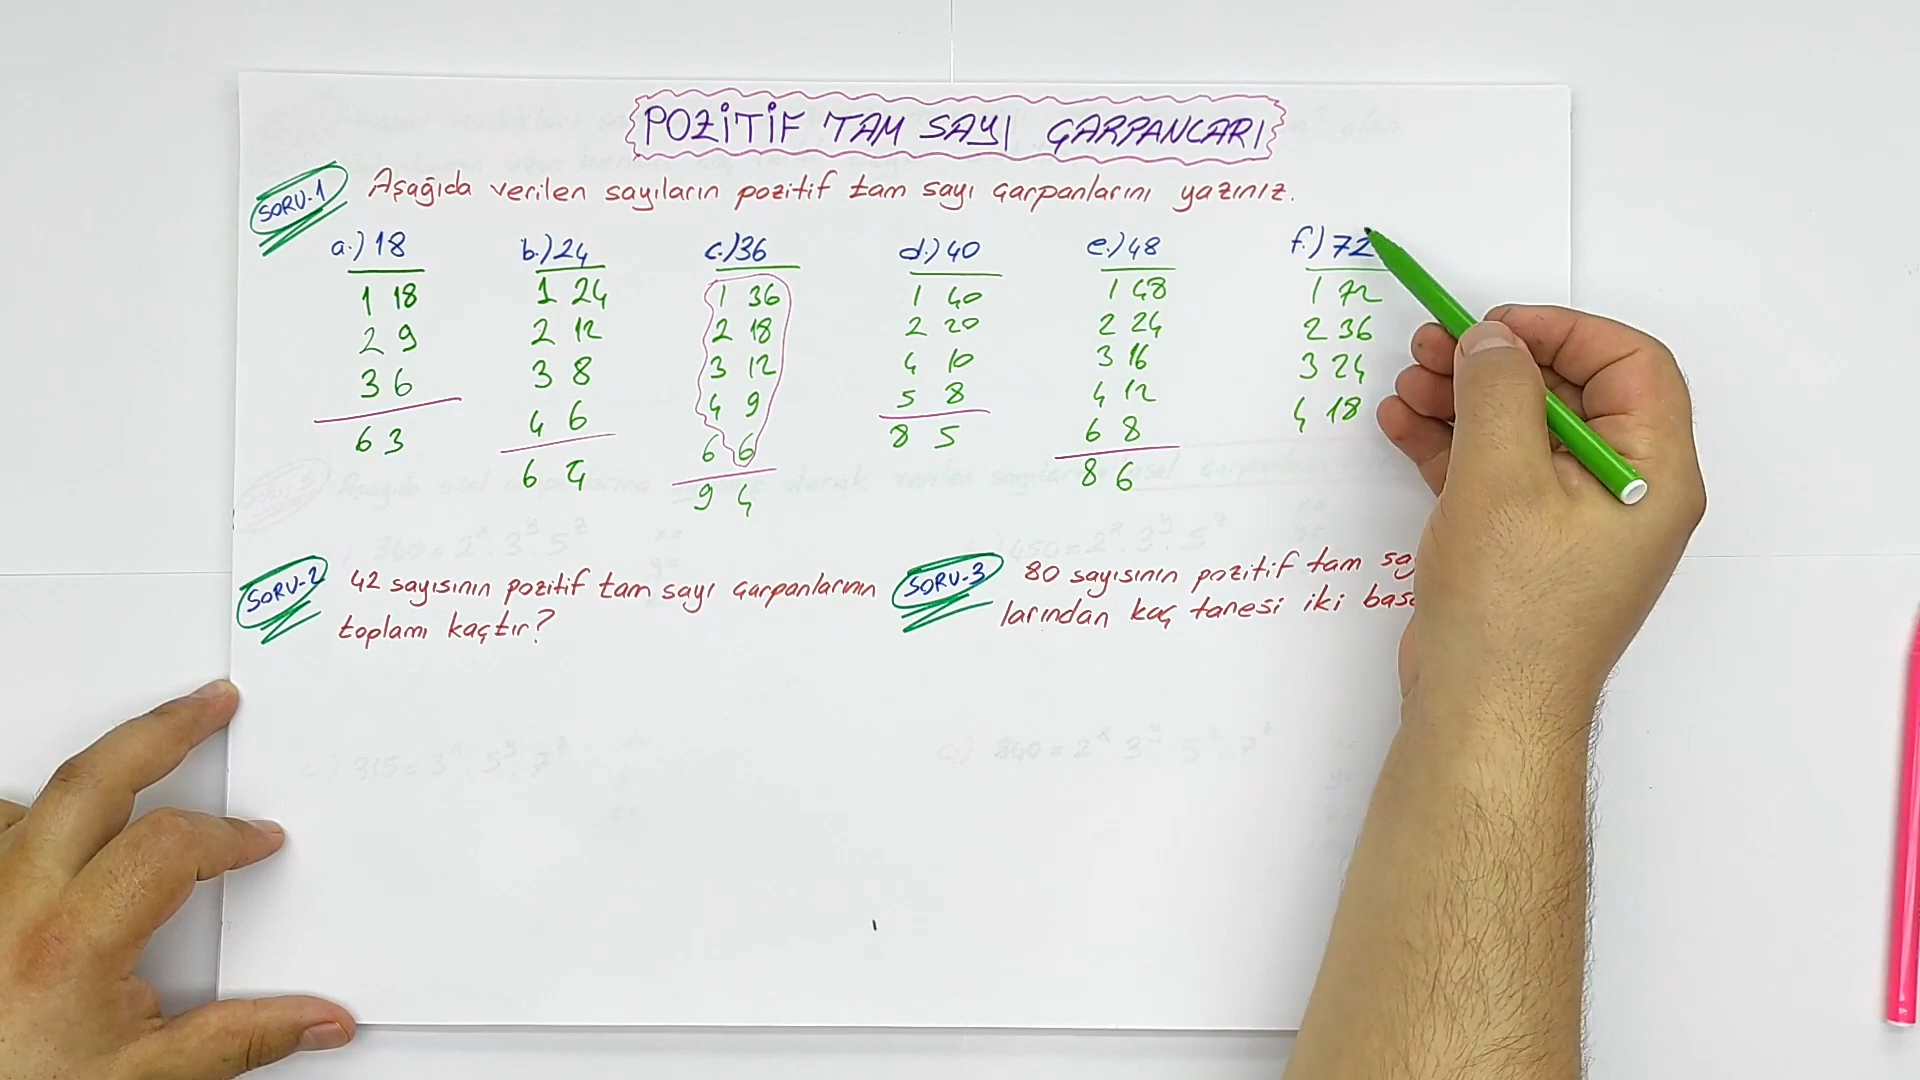 POZİTİF TAM SAYI ÇARPANLARI
SORU-1 Aşağıda verilen sayıların pozitif tam sayı çarpanlarını yazınız.
a.) 18
1 18
2 9
3 6
6 3
b.) 24
1 24
2 12
3 8
4 6
6 4
c.) 36
1 36
2 18
3 12
4 9
6 6
9 4
d.) 40
1 40
2 20
4 10
5 8
8 5
e.) 48
1 48
2 24
3 16
4 12
6 8
8 6
f.) 72
1 72
2 36
3 24
4 18
SORU-2 42 sayısının pozitif tam sayı çarpanlarının
toplamı kaçtır?
SORU-3 80 sayısının pozitif tam
larından kaç tanesi iki